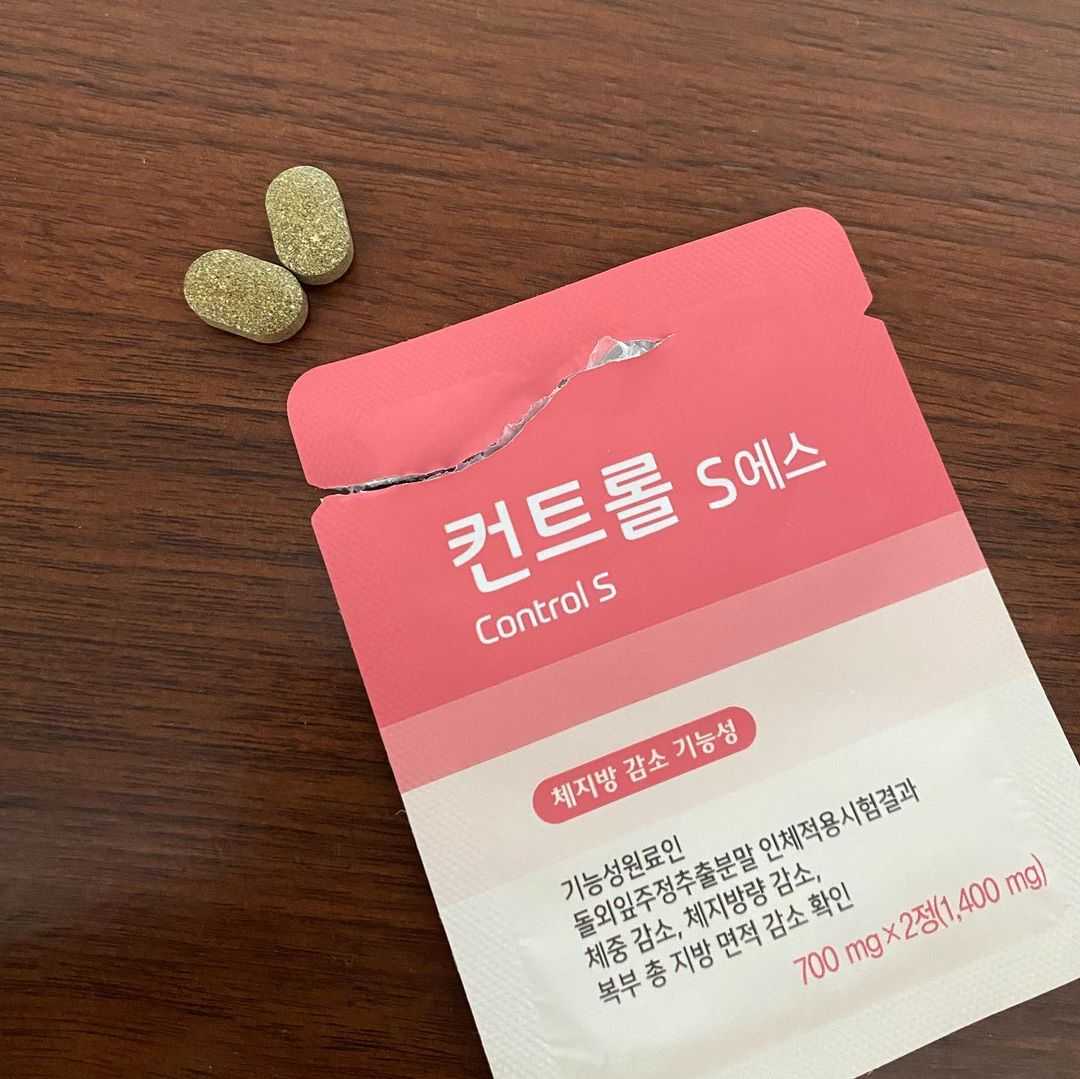 컨트롤 S에스
Control S
체지방 감소 기능성
기능성원료인
돌외잎주정추출분말 인체적용시험결과
체중 감소, 체지방량 감소,
복부 총 지방 면적 감소 확인
700 mg×2정(1,400 mg)